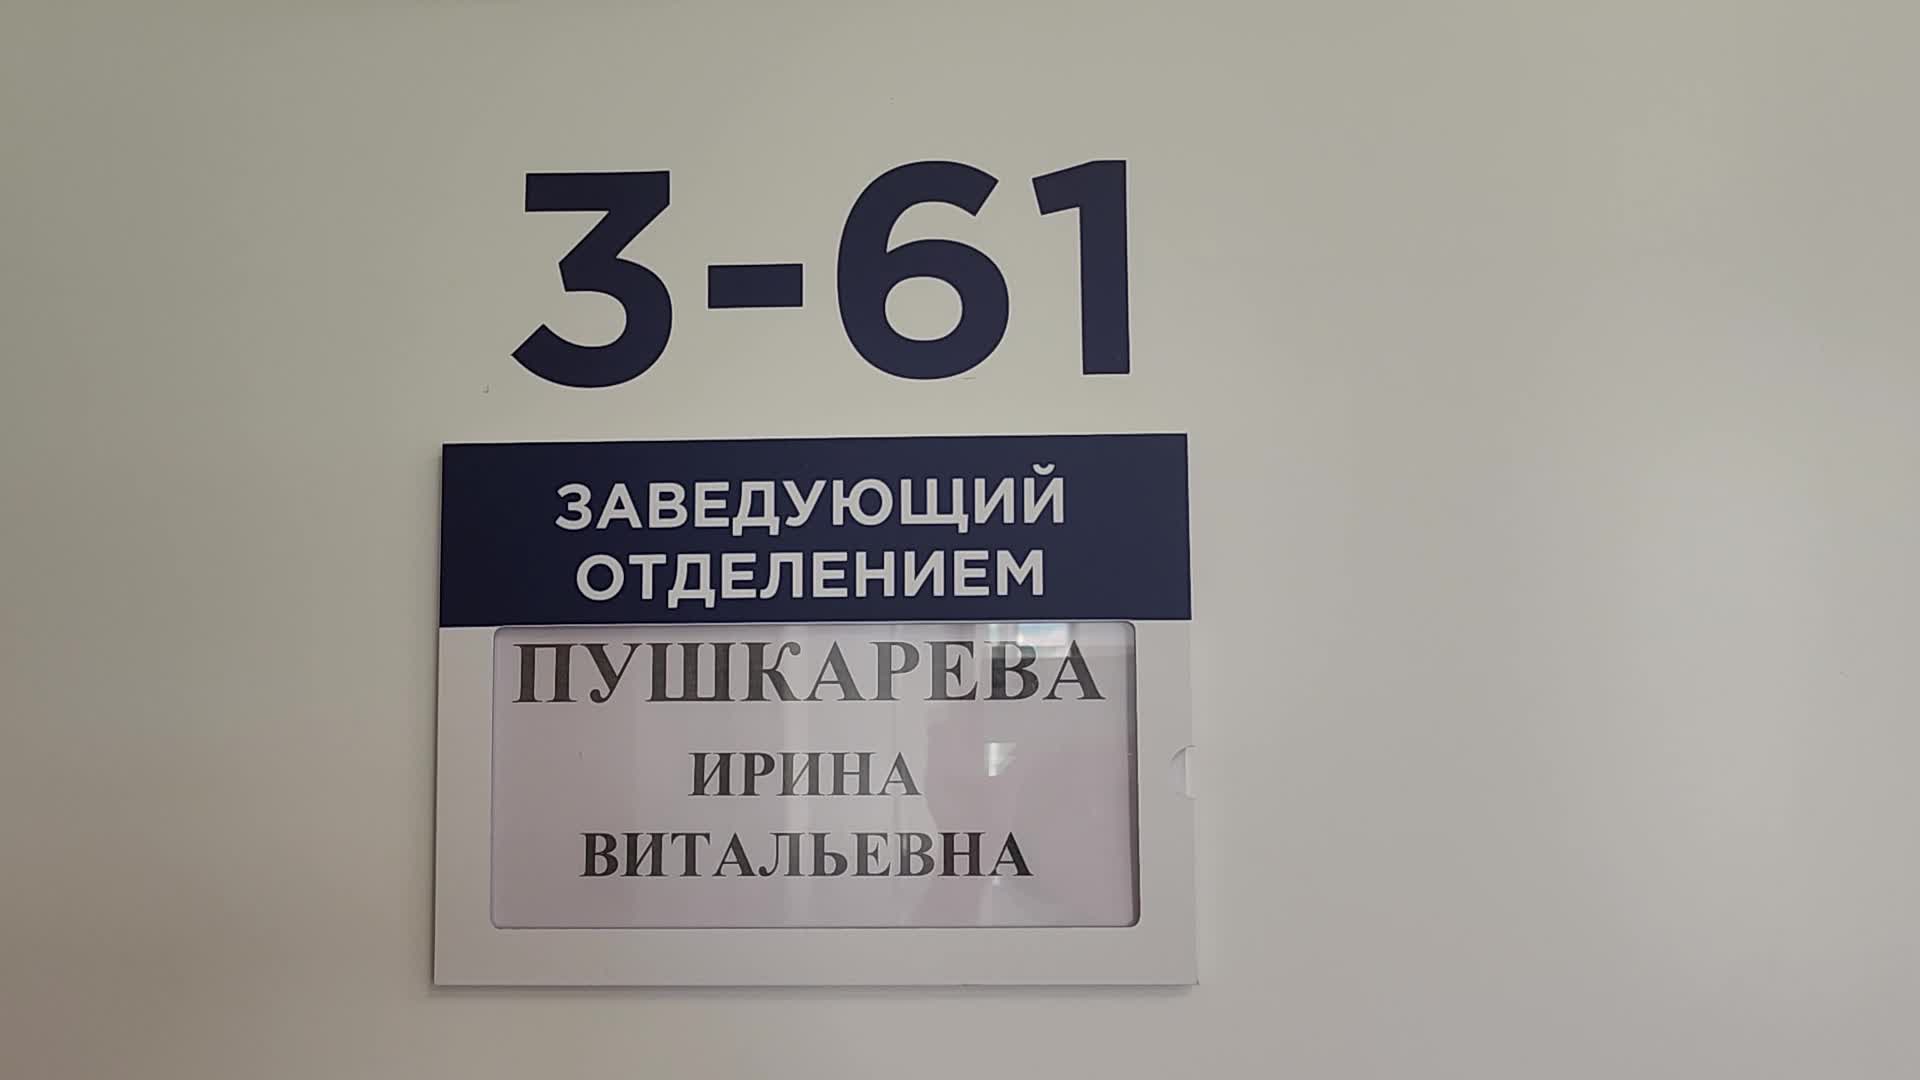 3-61
ЗАВЕДУЮЩИЙ
ОТДЕЛЕНИЕМ
ПУШКАРЕВА
ИРИНА
ВИТАЛЬЕВНА